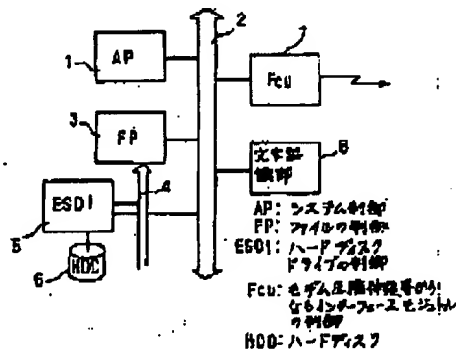 2
1
AP
Fcu
3
FP
文字認
識部
8
4
ESDI
5
HDC
6
AP: システム制御
FP: ファイルの制御
ESDI: ハードディスク
ドライブの制御
Fcu: モデム圧縮伸張等から
なるインターフェースモジュール
の制御
HDD: ハードディスク